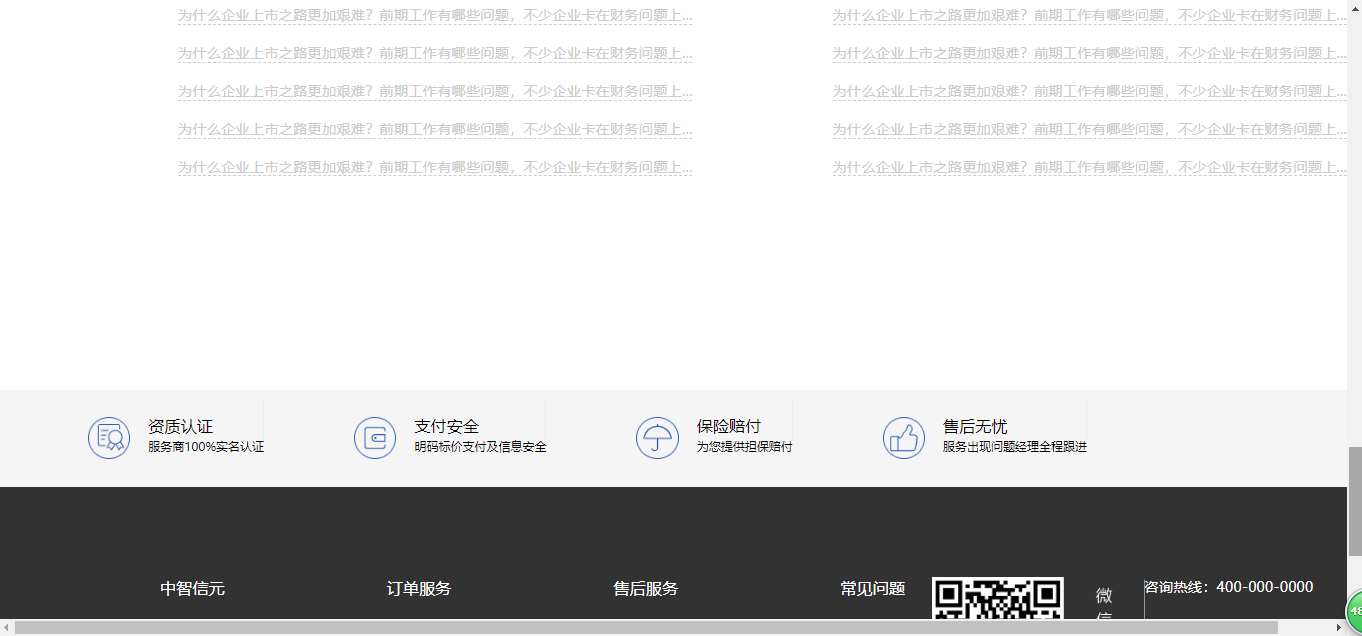 为什么企业上市之路更加艰难？前期工作有哪些问题，不少企业卡在财务问题上...
为什么企业上市之路更加艰难？前期工作有哪些问题，不少企业卡在财务问题上...
为什么企业上市之路更加艰难？前期工作有哪些问题，不少企业卡在财务问题上...
为什么企业上市之路更加艰难？前期工作有哪些问题，不少企业卡在财务问题上...
为什么企业上市之路更加艰难？前期工作有哪些问题，不少企业卡在财务问题上...
为什么企业上市之路更加艰难？前期工作有哪些问题，不少企业卡在财务问题上...
为什么企业上市之路更加艰难？前期工作有哪些问题，不少企业卡在财务问题上...
为什么企业上市之路更加艰难？前期工作有哪些问题，不少企业卡在财务问题上...
为什么企业上市之路更加艰难？前期工作有哪些问题，不少企业卡在财务问题上...
为什么企业上市之路更加艰难？前期工作有哪些问题，不少企业卡在财务问题上...
资质认证
服务商100%实名认证
支付安全
明码标价支付及信息安全
保险赔付
为您提供担保赔付
售后无忧
服务出现问题经理全程跟进
中智信元
订单服务
售后服务
常见问题
微
咨询热线：400-000-0000
48